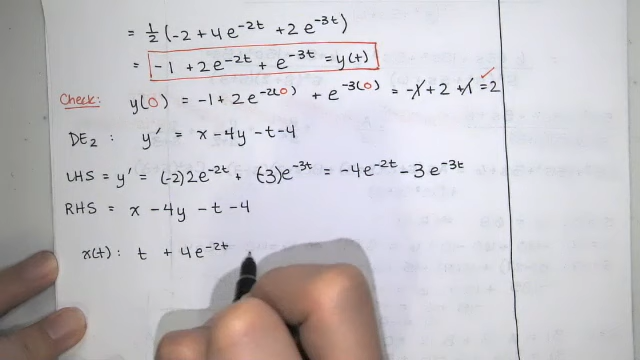 = 1/2 (-2 + 4e^{-2t} + 2e^{-3t})
= -1 + 2e^{-2t} + e^{-3t} = y(t)
Check: y(0) = -1 + 2e^{-2(0)} + e^{-3(0)} = -1 + 2 + 1 = 2 ✓
DE₂: y' = x - 4y - t - 4
LHS = y' = (-2)2e^{-2t} + (-3)e^{-3t} = -4e^{-2t} - 3e^{-3t}
RHS = x - 4y - t - 4
x(t): t + 4e^{-2t}